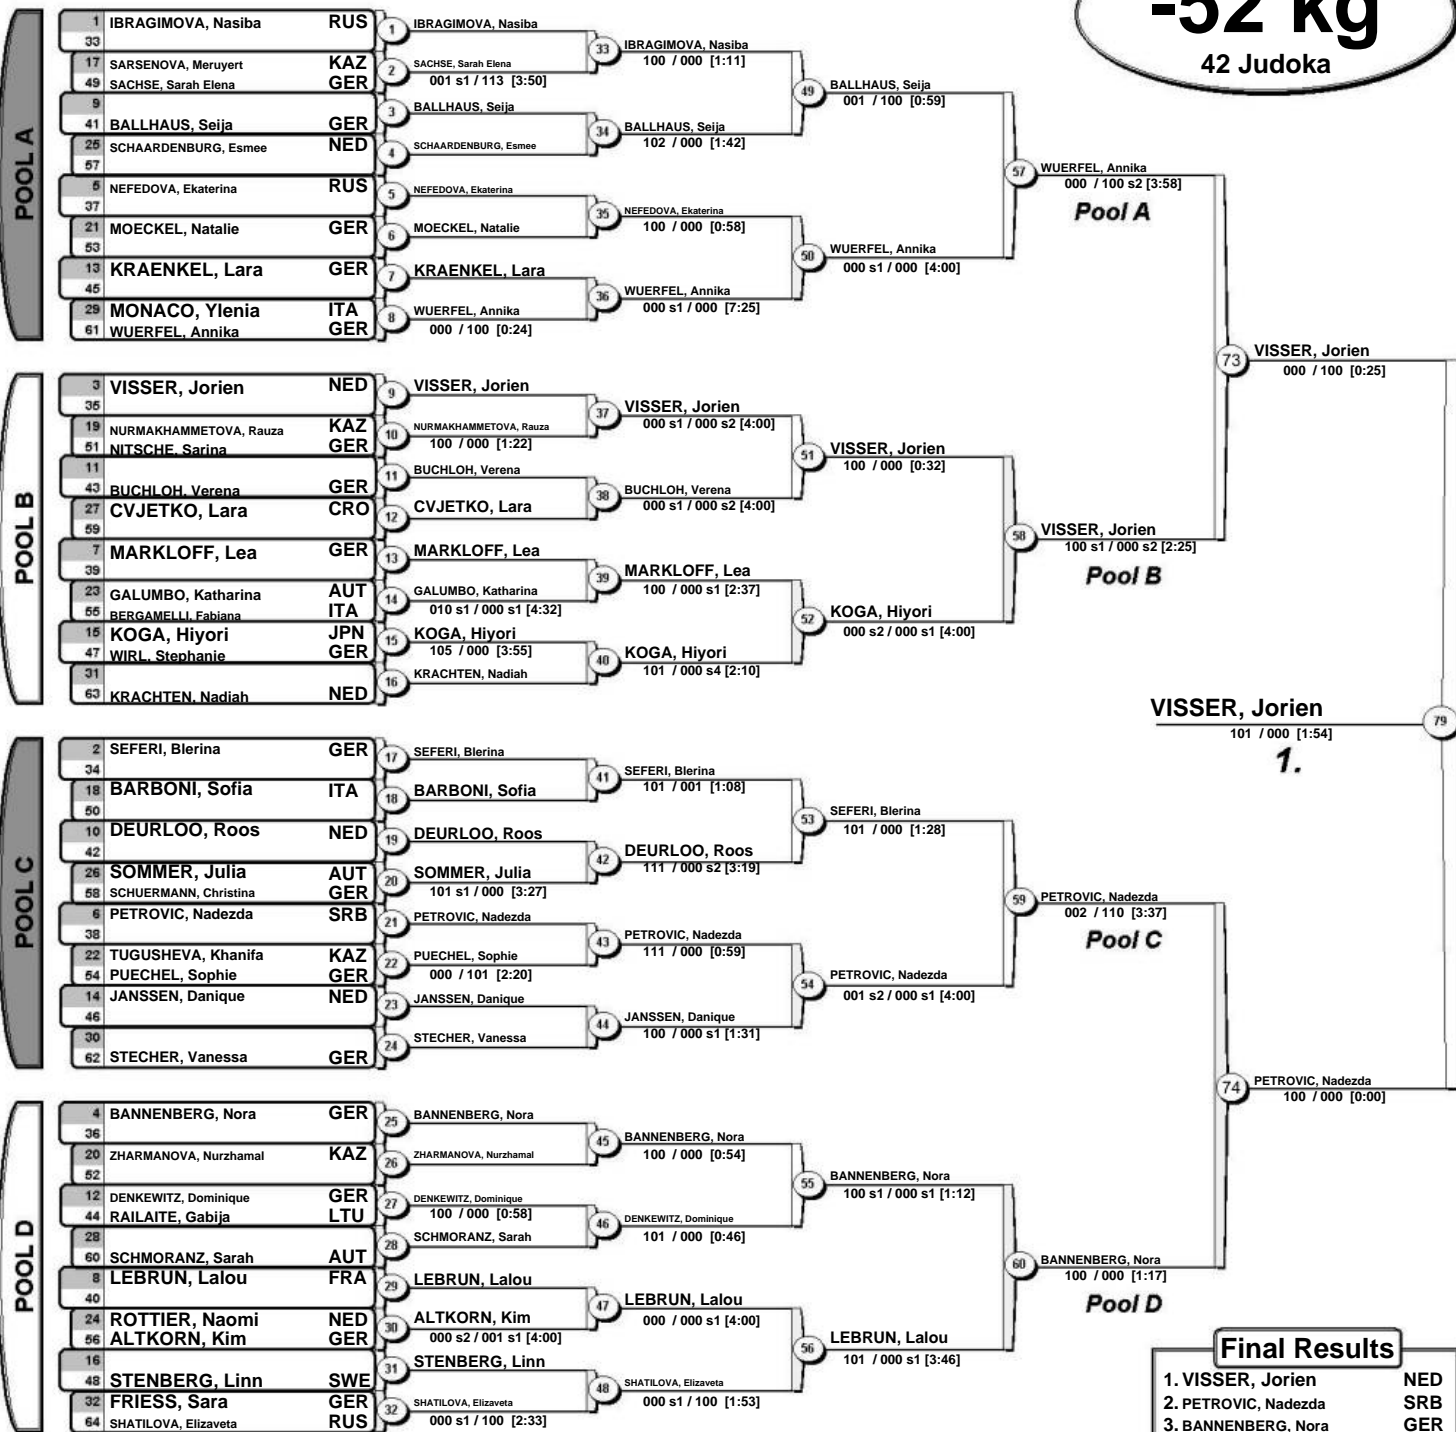 -52 kg
42 Judoka
POOL A
1 IBRAGIMOVA, Nasiba RUS
33
17 SARSENOVA, Meruyert KAZ
49 SACHSE, Sarah Elena GER
9
41 BALLHAUS, Seija GER
25 SCHAARDENBURG, Esmee NED
57
5 NEFEDOVA, Ekaterina RUS
37
21 MOECKEL, Natalie GER
53
13 KRAENKEL, Lara GER
45
29 MONACO, Ylenia ITA
61 WUERFEL, Annika GER
1 IBRAGIMOVA, Nasiba
2 SACHSE, Sarah Elena
001 s1 / 113 [3:50]
3 BALLHAUS, Seija
4 SCHAARDENBURG, Esmee
5 NEFEDOVA, Ekaterina
6 MOECKEL, Natalie
7 KRAENKEL, Lara
8 WUERFEL, Annika
000 / 100 [0:24]
33 IBRAGIMOVA, Nasiba
100 / 000 [1:11]
34 BALLHAUS, Seija
102 / 000 [1:42]
35 NEFEDOVA, Ekaterina
100 / 000 [0:58]
36 WUERFEL, Annika
000 s1 / 000 [7:25]
49 BALLHAUS, Seija
001 / 100 [0:59]
50 WUERFEL, Annika
000 s1 / 000 [4:00]
57 WUERFEL, Annika
000 / 100 s2 [3:58]
Pool A
POOL B
3 VISSER, Jorien NED
35
19 NURMAKHAMMETOVA, Rauza KAZ
51 NITSCHE, Sarina GER
11
43 BUCHLOH, Verena GER
27 CVJETKO, Lara CRO
59
7 MARKLOFF, Lea GER
39
23 GALUMBO, Katharina AUT
55 BERGAMELLI, Fabiana ITA
15 KOGA, Hiyori JPN
47 WIRL, Stephanie GER
31
63 KRACHTEN, Nadiah NED
9 VISSER, Jorien
10 NURMAKHAMMETOVA, Rauza
100 / 000 [1:22]
11 BUCHLOH, Verena
12 CVJETKO, Lara
13 MARKLOFF, Lea
14 GALUMBO, Katharina
010 s1 / 000 s1 [4:32]
15 KOGA, Hiyori
105 / 000 [3:55]
16 KRACHTEN, Nadiah
37 VISSER, Jorien
000 s1 / 000 s2 [4:00]
38 BUCHLOH, Verena
000 s1 / 000 s2 [4:00]
39 MARKLOFF, Lea
100 / 000 s1 [2:37]
40 KOGA, Hiyori
101 / 000 s4 [2:10]
51 VISSER, Jorien
100 / 000 [0:32]
52 KOGA, Hiyori
000 s2 / 000 s1 [4:00]
58 VISSER, Jorien
100 s1 / 000 s2 [2:25]
Pool B
73 VISSER, Jorien
000 / 100 [0:25]
VISSER, Jorien 79
101 / 000 [1:54]
1.
POOL C
2 SEFERI, Blerina GER
34
18 BARBONI, Sofia ITA
50
10 DEURLOO, Roos NED
42
26 SOMMER, Julia AUT
58 SCHUERMANN, Christina GER
6 PETROVIC, Nadezda SRB
38
22 TUGUSHEVA, Khanifa KAZ
54 PUECHEL, Sophie GER
14 JANSSEN, Danique NED
46
30
62 STECHER, Vanessa GER
17 SEFERI, Blerina
18 BARBONI, Sofia
19 DEURLOO, Roos
20 SOMMER, Julia
101 s1 / 000 [3:27]
21 PETROVIC, Nadezda
22 PUECHEL, Sophie
000 / 101 [2:20]
23 JANSSEN, Danique
24 STECHER, Vanessa
41 SEFERI, Blerina
101 / 001 [1:08]
42 DEURLOO, Roos
111 / 000 s2 [3:19]
43 PETROVIC, Nadezda
111 / 000 [0:59]
44 JANSSEN, Danique
100 / 000 s1 [1:31]
53 SEFERI, Blerina
101 / 000 [1:28]
54 PETROVIC, Nadezda
001 s2 / 000 s1 [4:00]
59 PETROVIC, Nadezda
002 / 110 [3:37]
Pool C
POOL D
4 BANNENBERG, Nora GER
36
20 ZHARMANOVA, Nurzhamal KAZ
52
12 DENKEWITZ, Dominique GER
44 RAILAITE, Gabija LTU
28
60 SCHMORANZ, Sarah AUT
8 LEBRUN, Lalou FRA
40
24 ROTTIER, Naomi NED
56 ALTKORN, Kim GER
16
48 STENBERG, Linn SWE
32 FRIESS, Sara GER
64 SHATILOVA, Elizaveta RUS
25 BANNENBERG, Nora
26 ZHARMANOVA, Nurzhamal
27 DENKEWITZ, Dominique
100 / 000 [0:58]
28 SCHMORANZ, Sarah
29 LEBRUN, Lalou
30 ALTKORN, Kim
000 s2 / 001 s1 [4:00]
31 STENBERG, Linn
32 SHATILOVA, Elizaveta
000 s1 / 100 [2:33]
45 BANNENBERG, Nora
100 / 000 [0:54]
46 DENKEWITZ, Dominique
101 / 000 [0:46]
47 LEBRUN, Lalou
000 / 000 s1 [4:00]
48 SHATILOVA, Elizaveta
000 s1 / 100 [1:53]
55 BANNENBERG, Nora
100 s1 / 000 s1 [1:12]
56 LEBRUN, Lalou
101 / 000 s1 [3:46]
60 BANNENBERG, Nora
100 / 000 [1:17]
Pool D
74 PETROVIC, Nadezda
100 / 000 [0:00]
Final Results
1. VISSER, Jorien NED
2. PETROVIC, Nadezda SRB
3. BANNENBERG, Nora GER